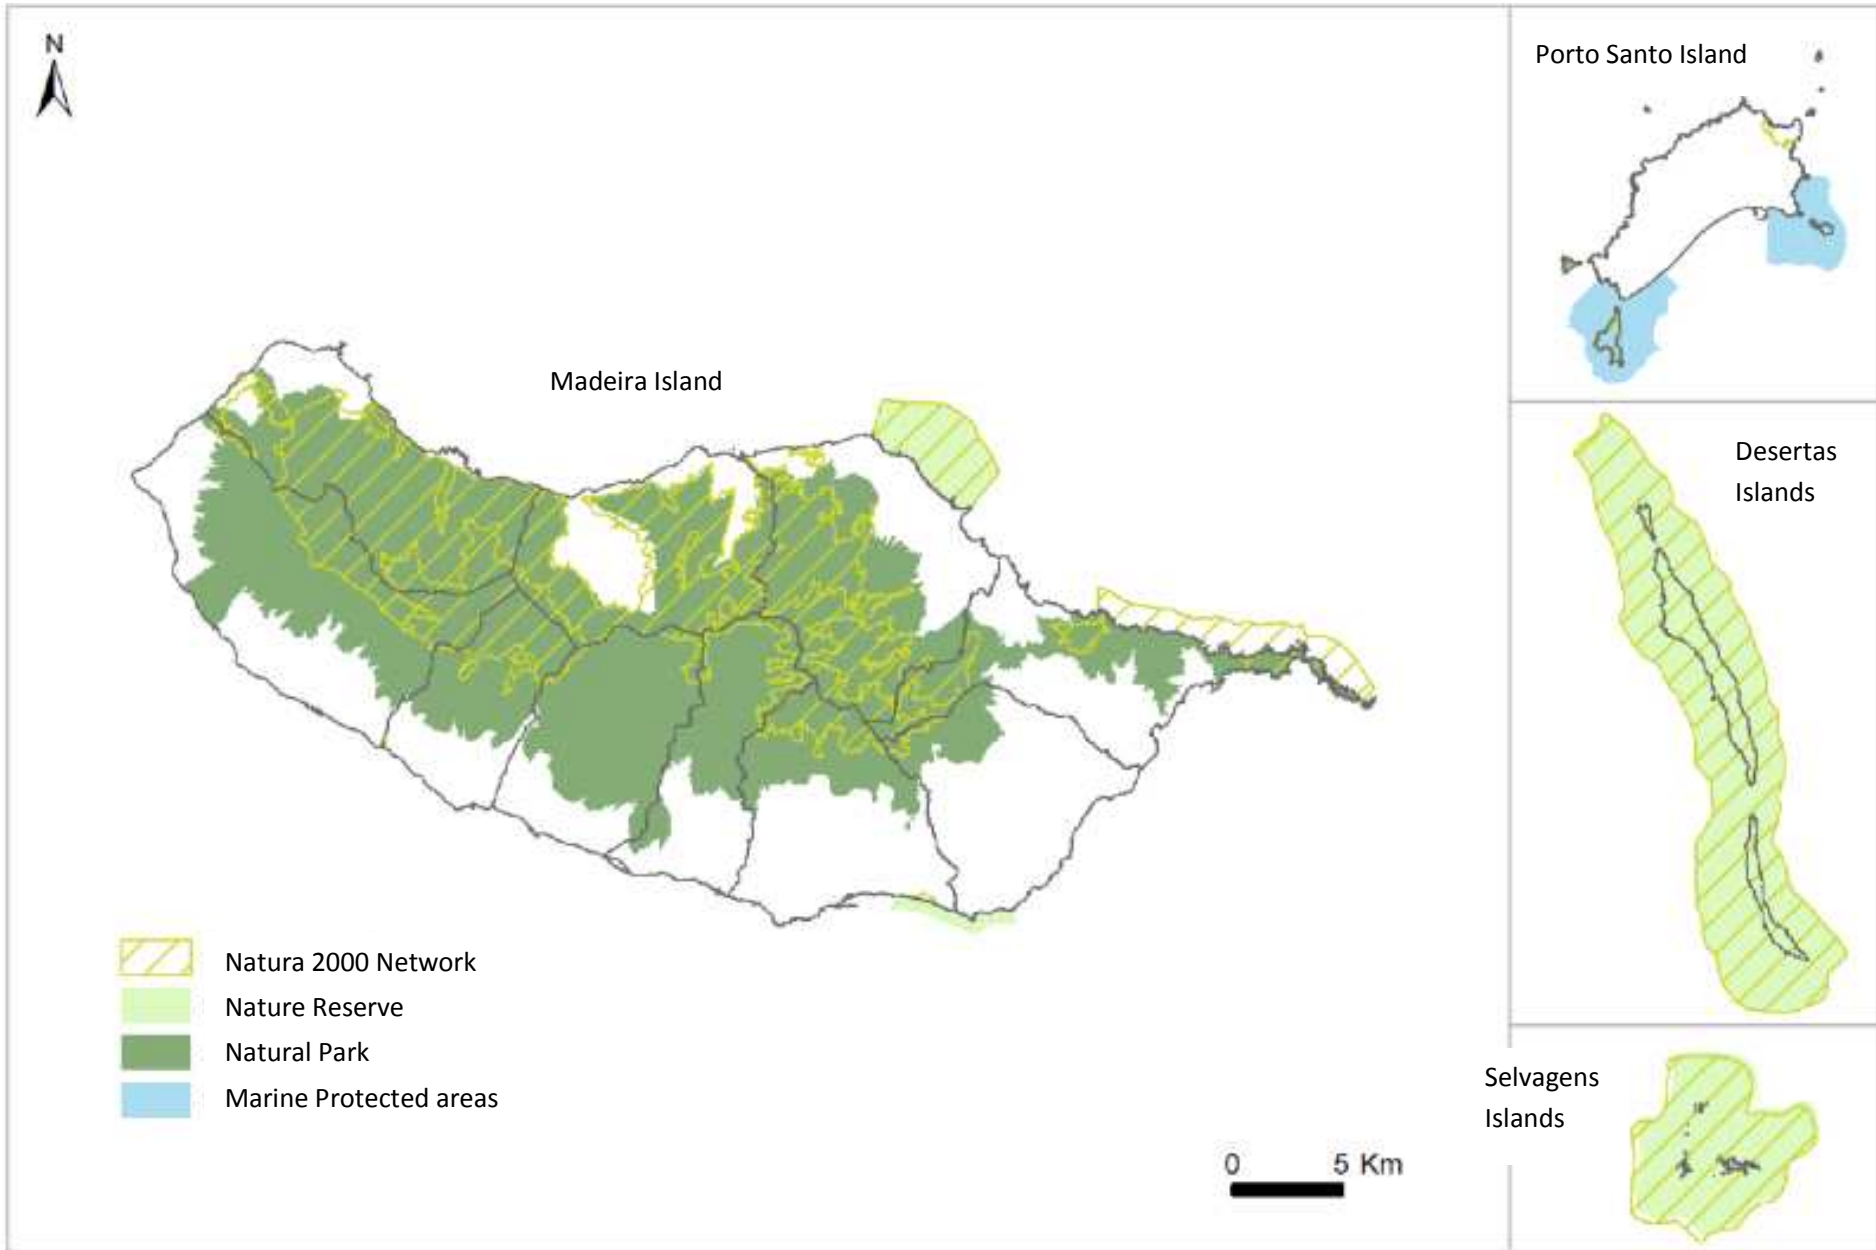 N
Porto Santo Island
Madeira Island
Desertas
Islands
Natura 2000 Network
Nature Reserve
Natural Park
Marine Protected areas
Selvagens
Islands
0 5 Km